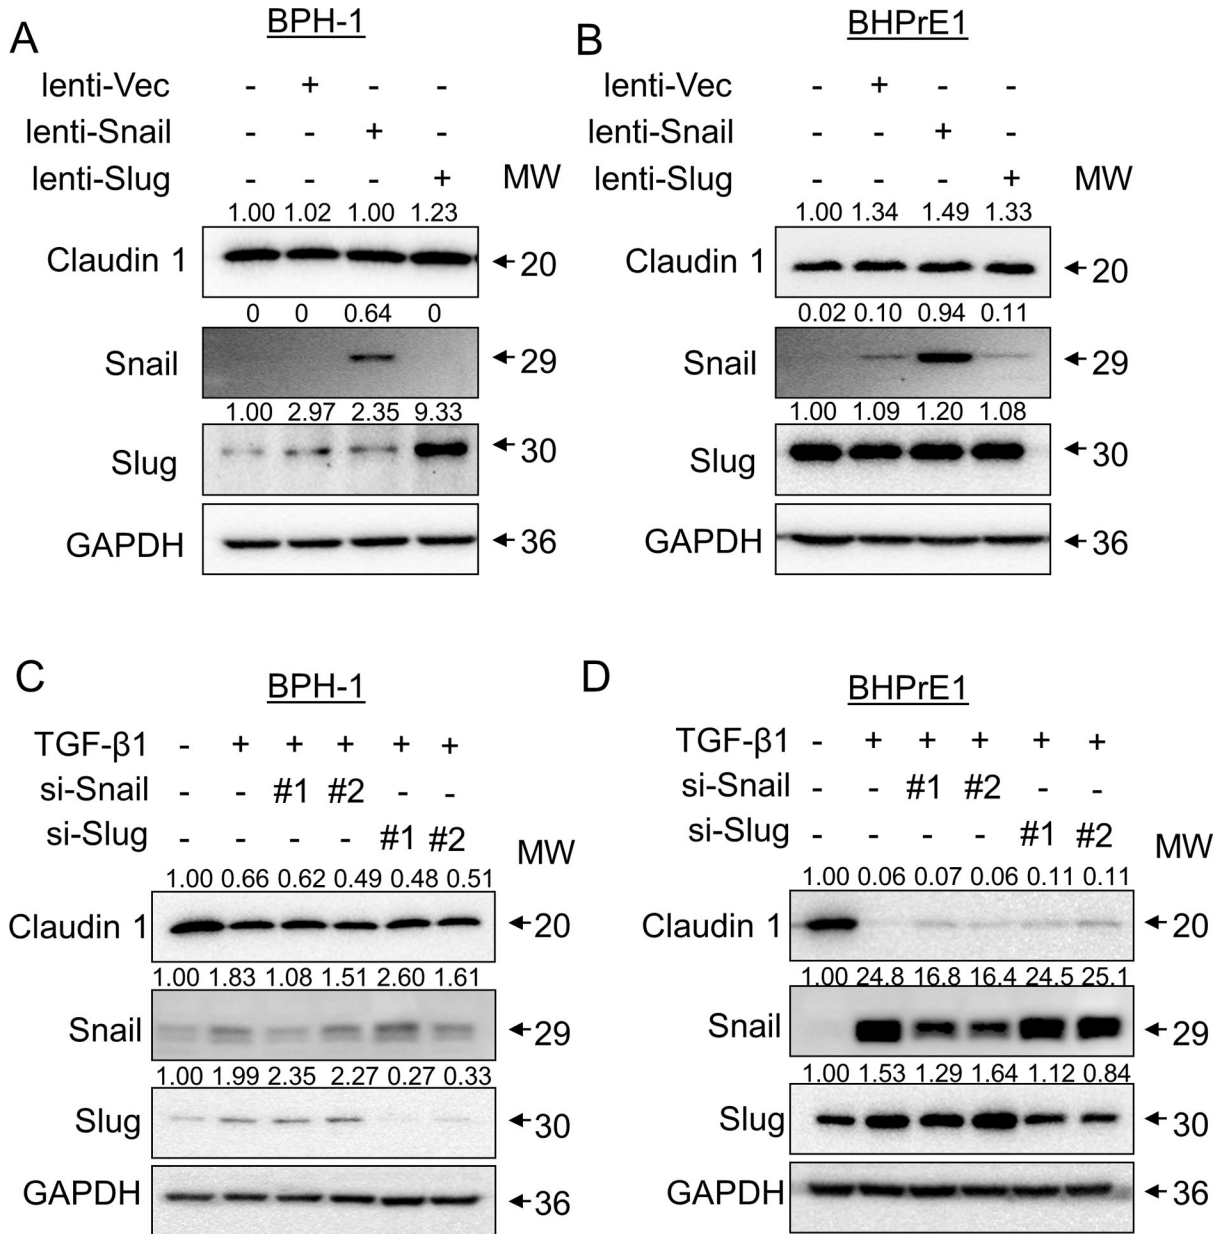 A
BPH-1
lenti-Vec - + - -
lenti-Snail - - + -
lenti-Slug - - - + MW
1.00 1.02 1.00 1.23
Claudin 1 20
0 0 0.64 0
Snail 29
1.00 2.97 2.35 9.33
Slug 30
GAPDH 36
B
BHPrE1
lenti-Vec - + - -
lenti-Snail - - + -
lenti-Slug - - - + MW
1.00 1.34 1.49 1.33
Claudin 1 20
0.02 0.10 0.94 0.11
Snail 29
1.00 1.09 1.20 1.08
Slug 30
GAPDH 36
C
BPH-1
TGF-β1 - + + + + +
si-Snail - - #1 #2 - -
si-Slug - - - - #1 #2
MW
1.00 0.66 0.62 0.49 0.48 0.51
Claudin 1 20
1.00 1.83 1.08 1.51 2.60 1.61
Snail 29
1.00 1.99 2.35 2.27 0.27 0.33
Slug 30
GAPDH 36
D
BHPrE1
TGF-β1 - + + + + +
si-Snail - - #1 #2 - -
si-Slug - - - - #1 #2
MW
1.00 0.06 0.07 0.06 0.11 0.11
Claudin 1 20
1.00 24.8 16.8 16.4 24.5 25.1
Snail 29
1.00 1.53 1.29 1.64 1.12 0.84
Slug 30
GAPDH 36